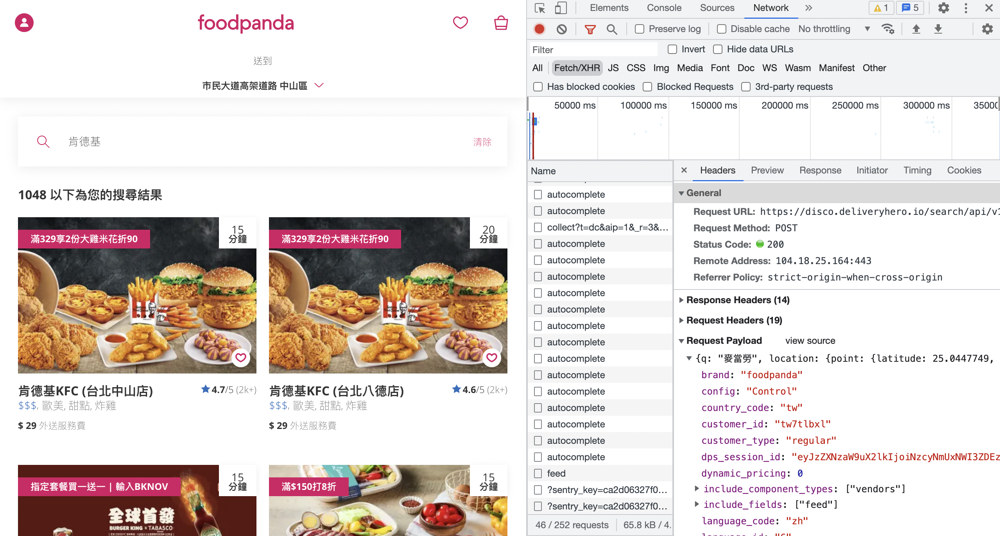 foodpanda
送到
市民大道高架道路 中山區
肯德基
清除
1048 以下為您的搜尋結果
滿329享2份大雞米花折90
15
分鐘
滿329享2份大雞米花折90
20
分鐘
肯德基KFC (台北中山店)
4.7/5 (2k+)
$$$, 歐美, 甜點, 炸雞
$ 29 外送服務費
肯德基KFC (台北八德店)
4.6/5 (2k+)
$$$, 歐美, 甜點, 炸雞
$ 29 外送服務費
指定套餐買一送一 | 輸入BKNOV
15
分鐘
全球首發
BURGER KING x TABASCO
滿$150打8折
15
分鐘
Elements Console Sources Network » 1 5
Preserve log Disable cache No throttling
Filter Invert Hide data URLs
All Fetch/XHR JS CSS Img Media Font Doc WS Wasm Manifest Other
Has blocked cookies Blocked Requests 3rd-party requests
50000 ms 100000 ms 150000 ms 200000 ms 250000 ms 300000 ms 35000
Name
autocomplete
autocomplete
collect?t=dc&aip=1&_r=3&...
autocomplete
autocomplete
autocomplete
autocomplete
autocomplete
autocomplete
autocomplete
autocomplete
autocomplete
autocomplete
autocomplete
autocomplete
autocomplete
autocomplete
feed
?sentry_key=ca2d06327f0...
?sentry_key=ca2d06327f0...
46 / 252 requests 65.8 kB / 4.
Headers Preview Response Initiator Timing Cookies
General
Request URL: https://disco.deliveryhero.io/search/api/v1
Request Method: POST
Status Code: 200
Remote Address: 104.18.25.164:443
Referrer Policy: strict-origin-when-cross-origin
Response Headers (14)
Request Headers (19)
Request Payload view source
{q: "麥當勞", location: {point: {latitude: 25.0447749,
brand: "foodpanda"
config: "Control"
country_code: "tw"
customer_id: "tw7tlbxl"
customer_type: "regular"
dps_session_id: "eyJzZXNzaW9uX2lkIjoiNzcyNmUxNWI3ZDEz
dynamic_pricing: 0
include_component_types: ["vendors"]
include_fields: ["feed"]
language_code: "zh"